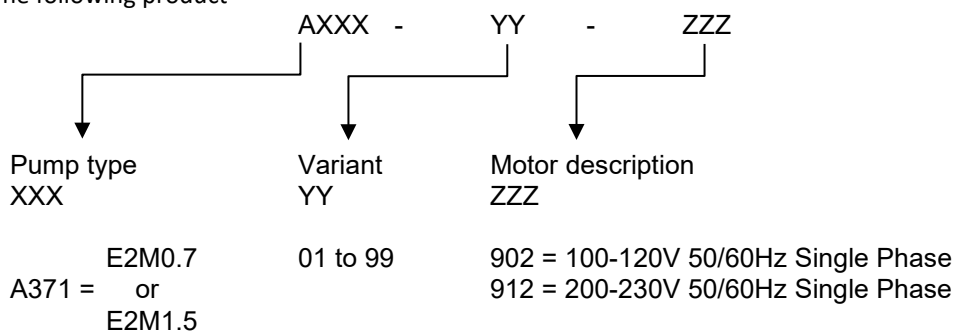 following product
AXXX - YY - ZZZ
Pump type Variant Motor description
XXX YY ZZZ
E2M0.7 01 to 99 902 = 100-120V 50/60Hz Single Phase
A371 = or 912 = 200-230V 50/60Hz Single Phase
E2M1.5